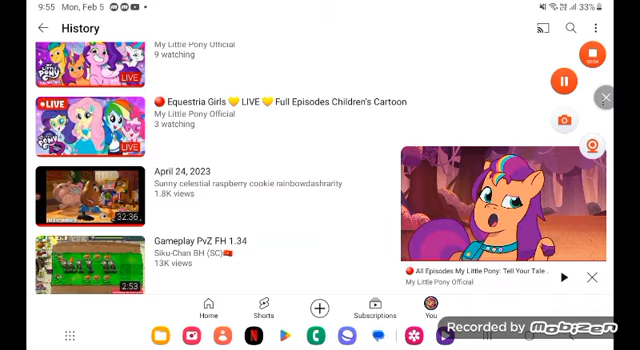 9:55 Mon, Feb 5
33%
History
My Little Pony Official
9 watching
LIVE
🔴 Equestria Girls 💛 LIVE 💛 Full Episodes Children's Cartoon
My Little Pony Official
3 watching
LIVE
LIVE
April 24, 2023
Sunny celestial raspberry cookie rainbowdashrarity
1.8K views
32:36
Gameplay PvZ FH 1.34
Siku-Chan BH (SC)🇻🇳
13K views
2:53
🔴 All Episodes My Little Pony: Tell Your Tale ..
My Little Pony Official
Home
Shorts
Subscriptions
You
Recorded by Mobizen